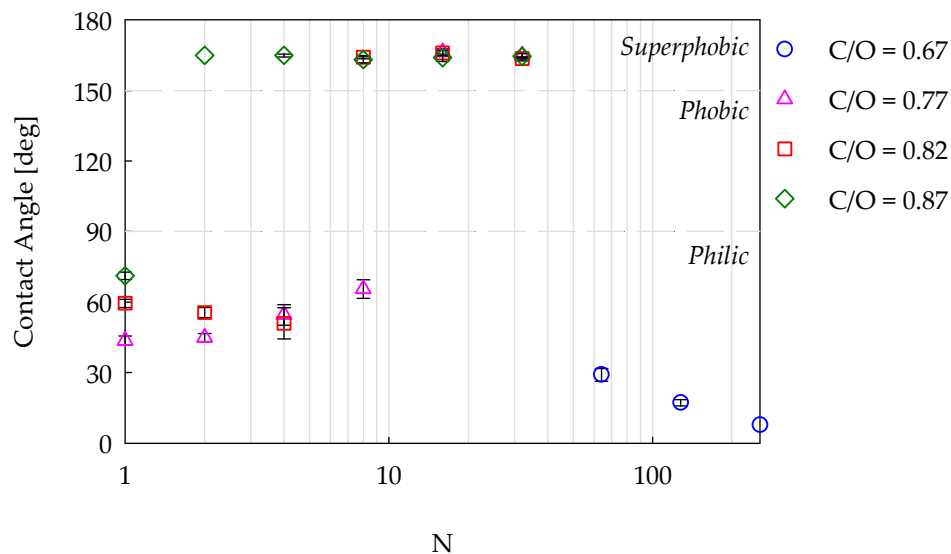 180
150
120
90
60
30
0
Contact Angle [deg]
1
10
100
N
Superphobic
Phobic
Philic
C/O = 0.67
C/O = 0.77
C/O = 0.82
C/O = 0.87